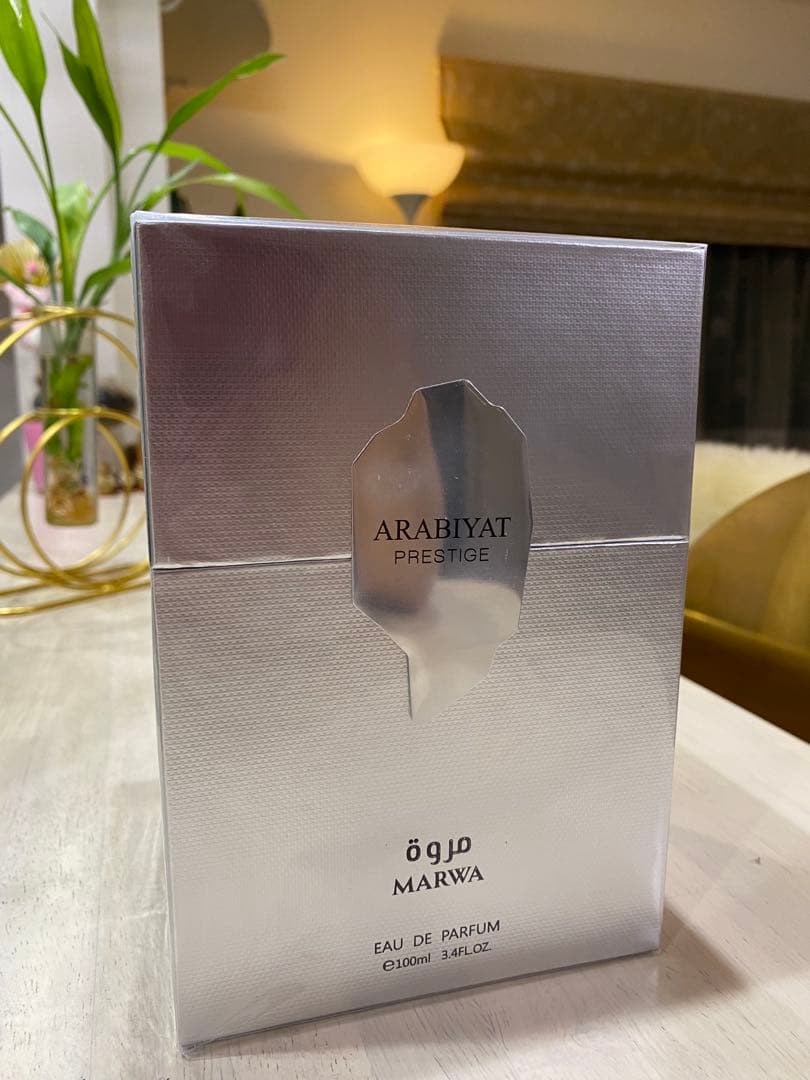 ARABIYAT
PRESTIGE
مروة
MARWA
EAU DE PARFUM
℮100ml 3.4FL.OZ.